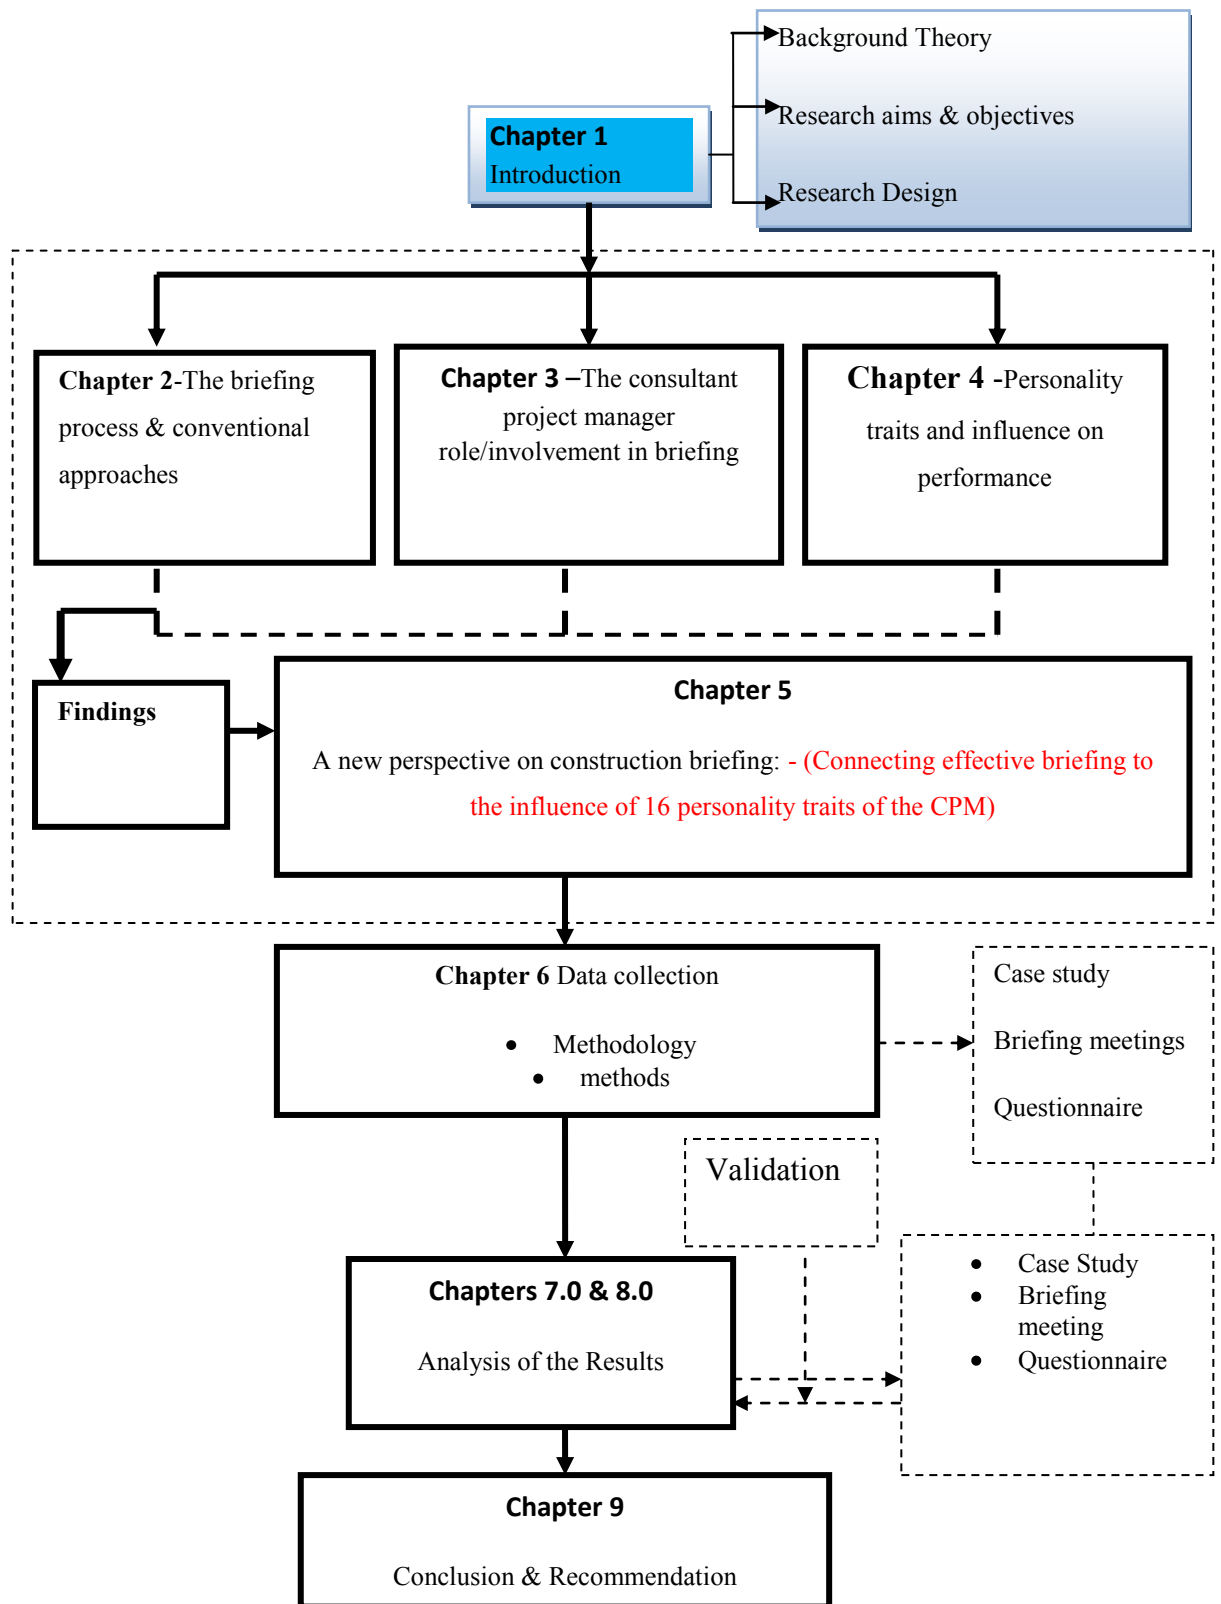 Background Theory
Research aims & objectives
Research Design
Chapter 1
Introduction
Chapter 2-The briefing
process & conventional
approaches
Chapter 3 –The consultant
project manager
role/involvement in briefing
Chapter 4 -Personality
traits and influence on
performance
Findings
Chapter 5
A new perspective on construction briefing: - (Connecting effective briefing to
the influence of 16 personality traits of the CPM)
Chapter 6 Data collection
• Methodology
• methods
Case study
Briefing meetings
Questionnaire
Validation
Chapters 7.0 & 8.0
Analysis of the Results
• Case Study
• Briefing
meeting
• Questionnaire
Chapter 9
Conclusion & Recommendation